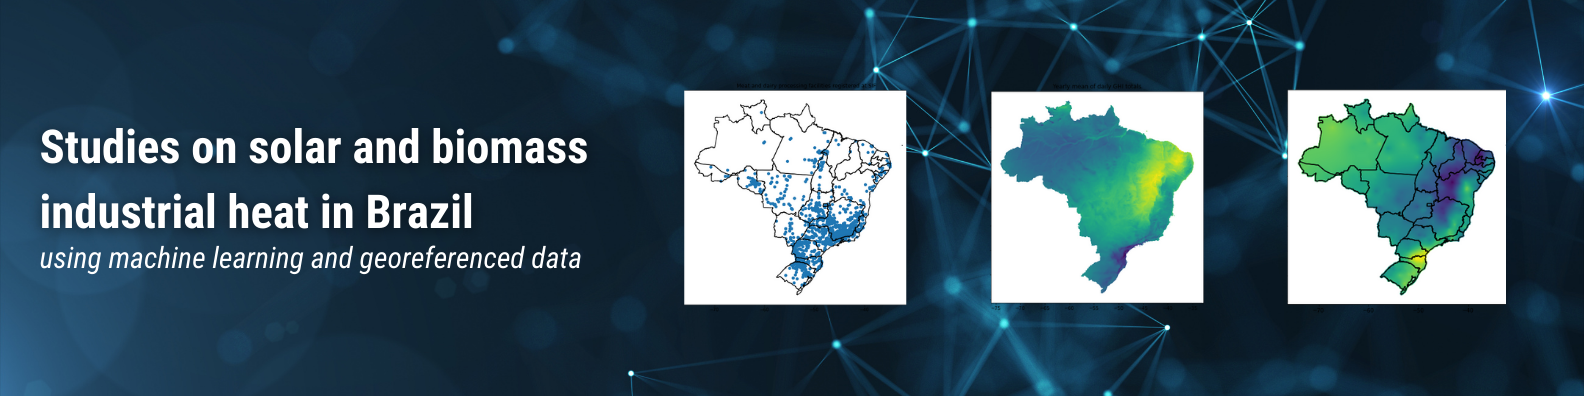 Studies on solar and biomass
industrial heat in Brazil
using machine learning and georeferenced data